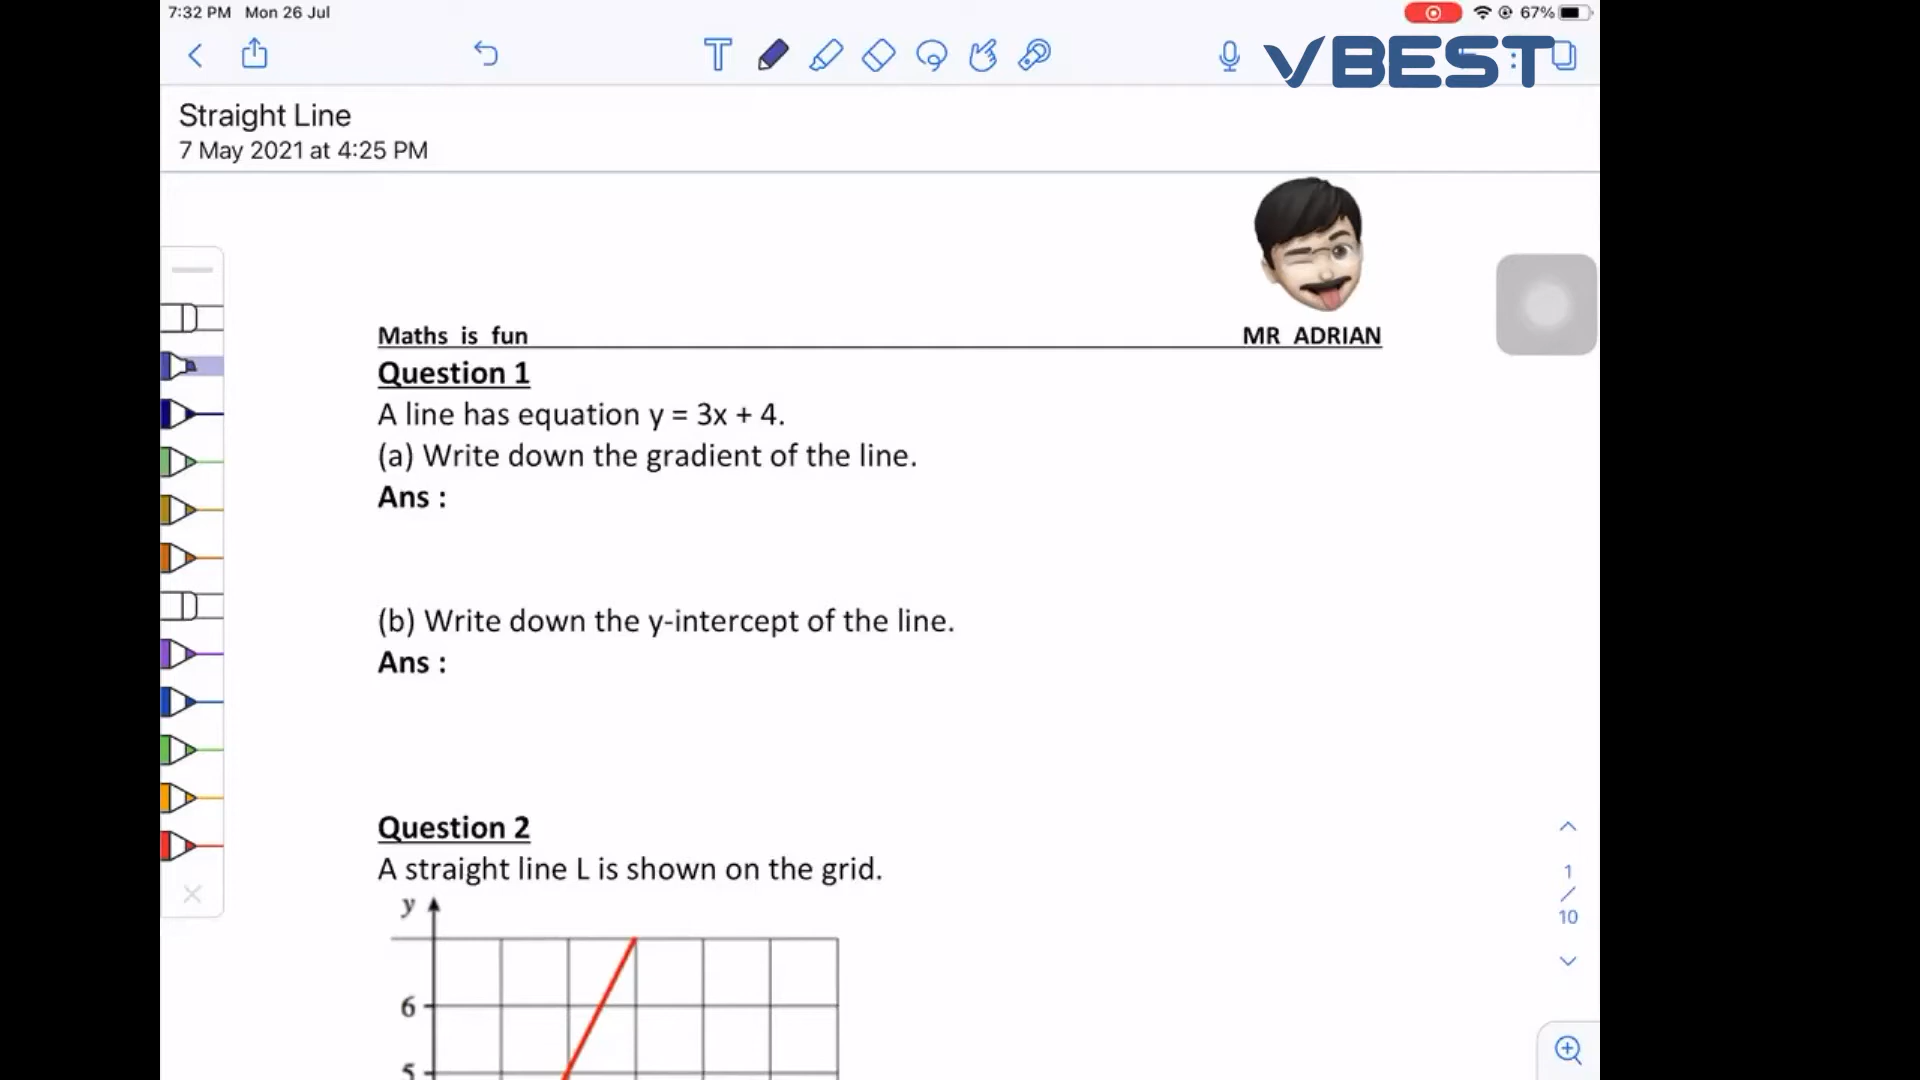 7:32 PM Mon 26 Jul
67%
VBEST
Straight Line
7 May 2021 at 4:25 PM
Maths is fun MR ADRIAN
Question 1
A line has equation y = 3x + 4.
(a) Write down the gradient of the line.
Ans :
(b) Write down the y-intercept of the line.
Ans :
Question 2
A straight line L is shown on the grid.
y
6
5
1
/
10